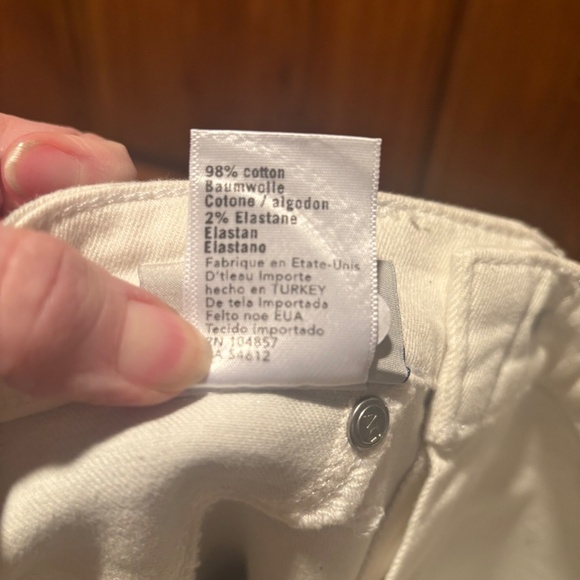 98% cotton
Baumwolle
Cotone / algodon
2% Elastane
Elastan
Elastano
Fabrique en Etate-Unis
D'tleau Importe
hecho en TURKEY
De tela Importada
Felto noe EUA
Tecido importado
RN 104857
CA 54612